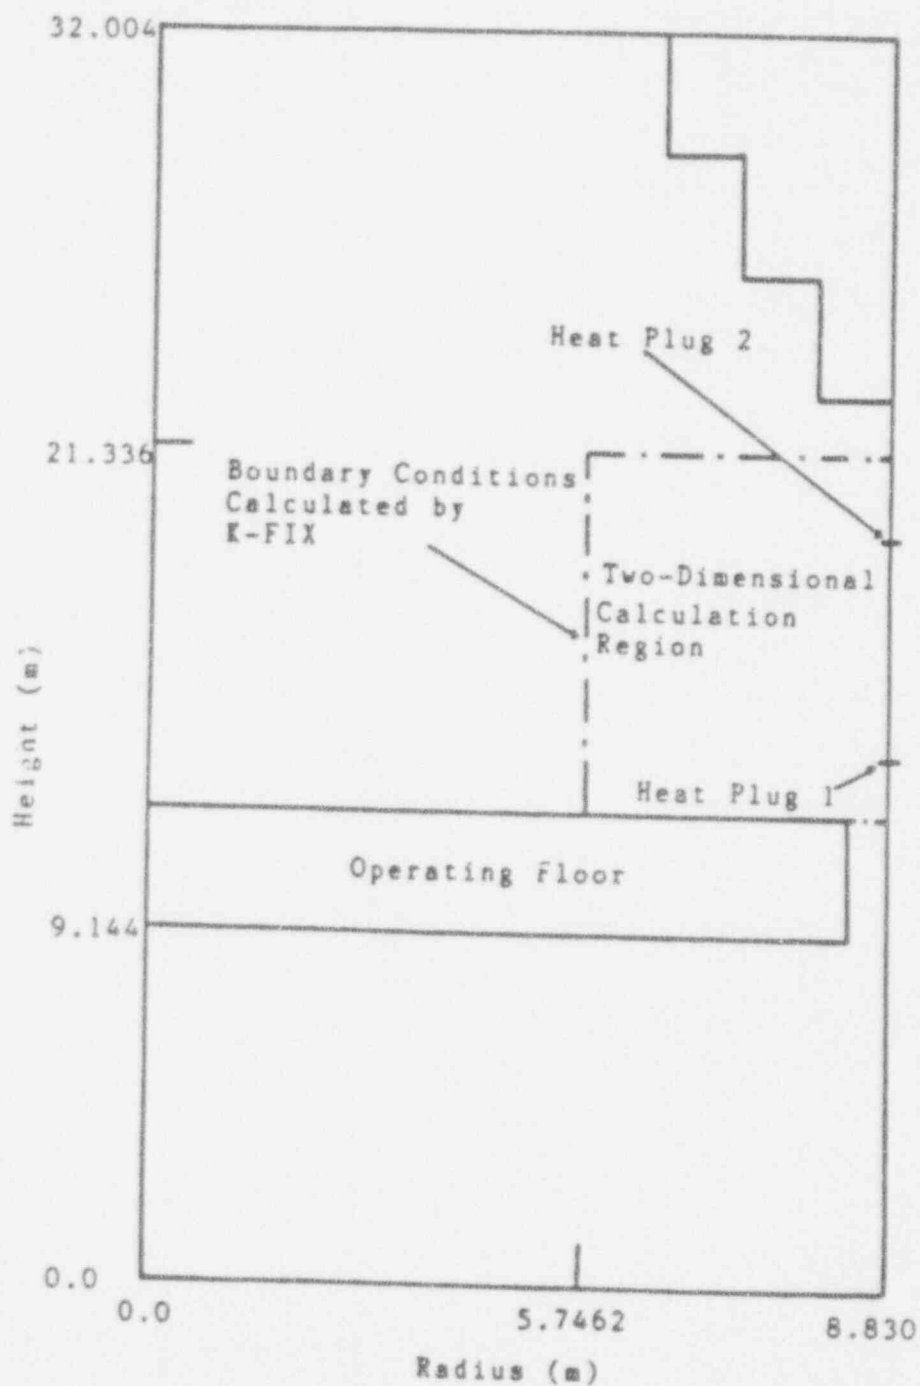 32.004
Heat Plug 2
21.336
Boundary Conditions
Calculated by
K-FIX
Two-Dimensional
Calculation
Region
Height (m)
Heat Plug 1
Operating Floor
9.144
0.0
0.0
5.7462
8.830
Radius (m)